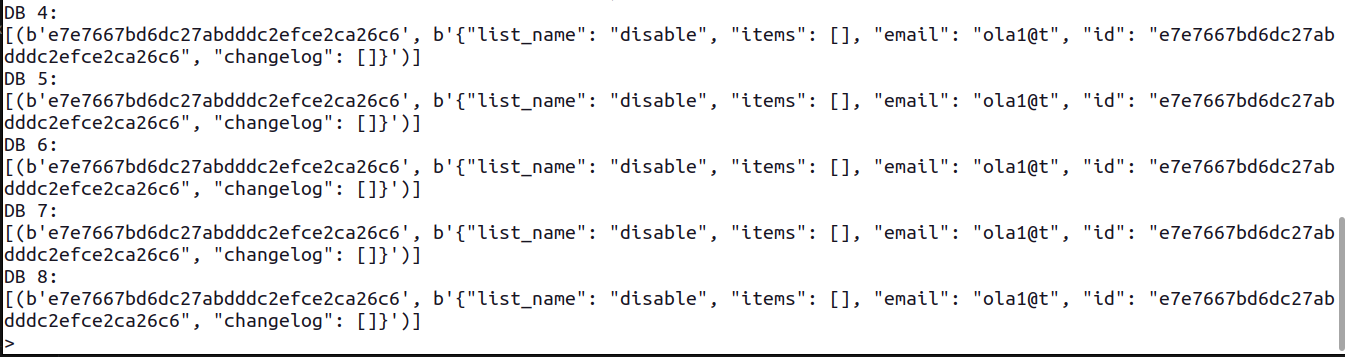 DB 4:
[(b'e7e7667bd6dc27abdddc2efce2ca26c6', b'{"list_name": "disable", "items": [], "email": "ola1@t", "id": "e7e7667bd6dc27ab
dddc2efce2ca26c6", "changelog": []}')]
DB 5:
[(b'e7e7667bd6dc27abdddc2efce2ca26c6', b'{"list_name": "disable", "items": [], "email": "ola1@t", "id": "e7e7667bd6dc27ab
dddc2efce2ca26c6", "changelog": []}')]
DB 6:
[(b'e7e7667bd6dc27abdddc2efce2ca26c6', b'{"list_name": "disable", "items": [], "email": "ola1@t", "id": "e7e7667bd6dc27ab
dddc2efce2ca26c6", "changelog": []}')]
DB 7:
[(b'e7e7667bd6dc27abdddc2efce2ca26c6', b'{"list_name": "disable", "items": [], "email": "ola1@t", "id": "e7e7667bd6dc27ab
dddc2efce2ca26c6", "changelog": []}')]
DB 8:
[(b'e7e7667bd6dc27abdddc2efce2ca26c6', b'{"list_name": "disable", "items": [], "email": "ola1@t", "id": "e7e7667bd6dc27ab
dddc2efce2ca26c6", "changelog": []}')]
>